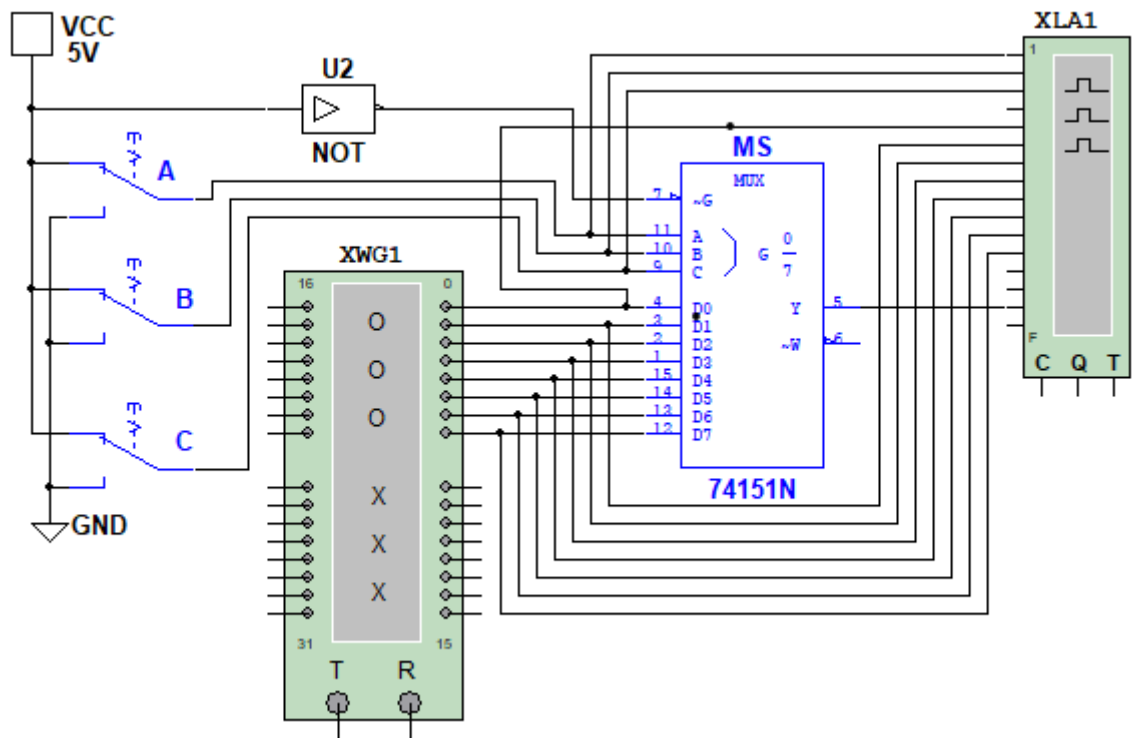 VCC
5V
XLA1
U2
NOT
A
B
C
GND
XWG1
16
0
O
O
O
X
X
X
31
15
T
R
MS
MUX
7
~G
11
A
10
B
9
C
G
0
7
4
D0
3
D1
2
D2
1
D3
15
D4
14
D5
13
D6
12
D7
Y
5
~W
6
74151N
1
F
C
Q
T